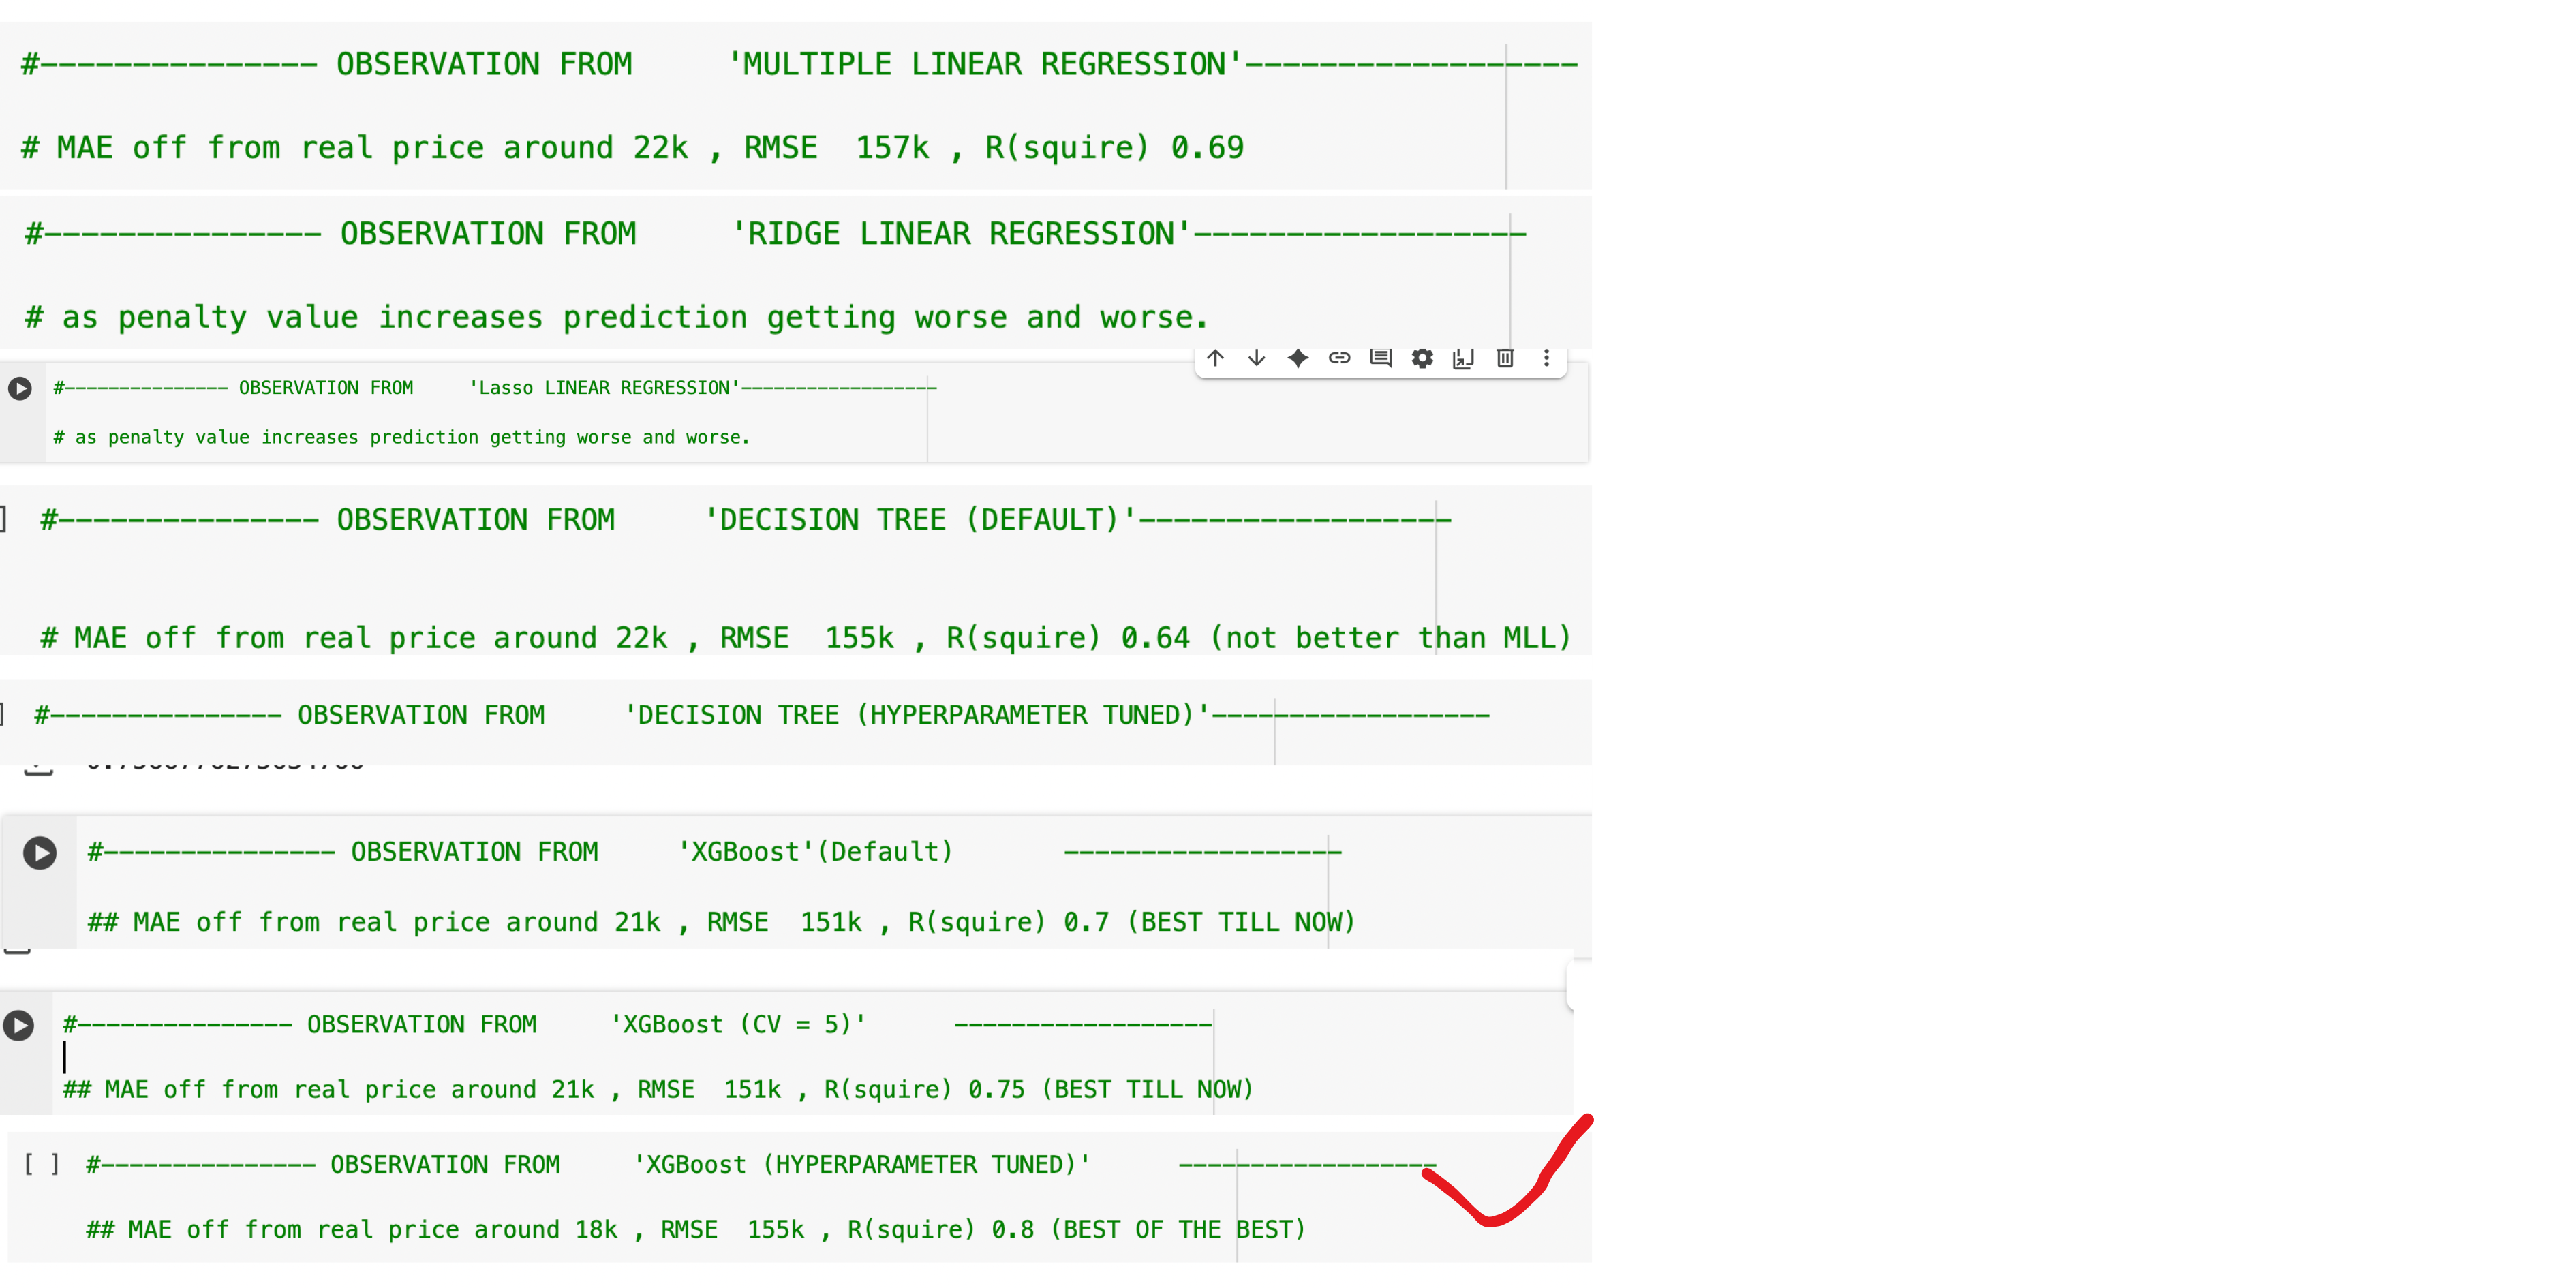 #--------------- OBSERVATION FROM 'MULTIPLE LINEAR REGRESSION'------------------
# MAE off from real price around 22k , RMSE 157k , R(squire) 0.69
#--------------- OBSERVATION FROM 'RIDGE LINEAR REGRESSION'------------------
# as penalty value increases prediction getting worse and worse.
#--------------- OBSERVATION FROM 'Lasso LINEAR REGRESSION'------------------
# as penalty value increases prediction getting worse and worse.
] #--------------- OBSERVATION FROM 'DECISION TREE (DEFAULT)'------------------
# MAE off from real price around 22k , RMSE 155k , R(squire) 0.64 (not better than MLL)
] #--------------- OBSERVATION FROM 'DECISION TREE (HYPERPARAMETER TUNED)'------------------
#--------------- OBSERVATION FROM 'XGBoost'(Default) ------------------
## MAE off from real price around 21k , RMSE 151k , R(squire) 0.7 (BEST TILL NOW)
#--------------- OBSERVATION FROM 'XGBoost (CV = 5)' ------------------
## MAE off from real price around 21k , RMSE 151k , R(squire) 0.75 (BEST TILL NOW)
[ ] #--------------- OBSERVATION FROM 'XGBoost (HYPERPARAMETER TUNED)' ------------------
## MAE off from real price around 18k , RMSE 155k , R(squire) 0.8 (BEST OF THE BEST)